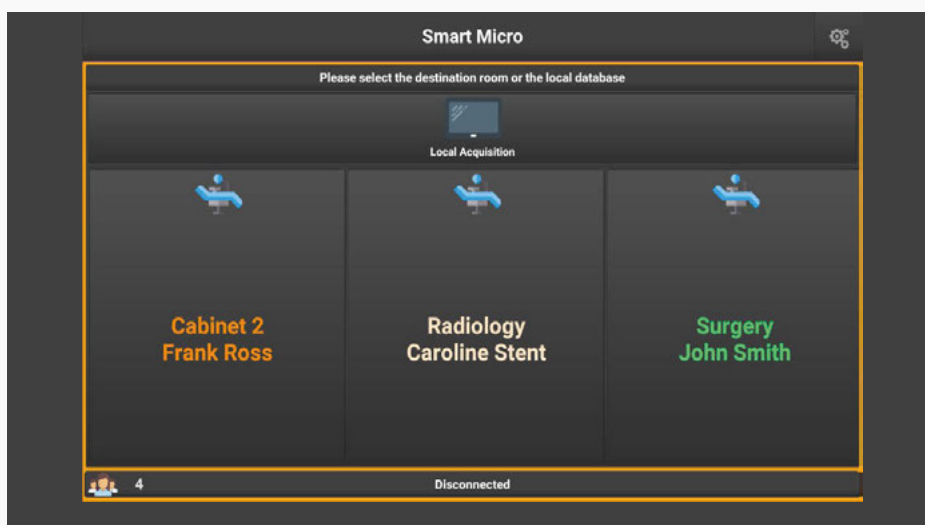 Smart Micro
Please select the destination room or the local database
Local Acquisition
Cabinet 2
Frank Ross
Radiology
Caroline Stent
Surgery
John Smith
4
Disconnected